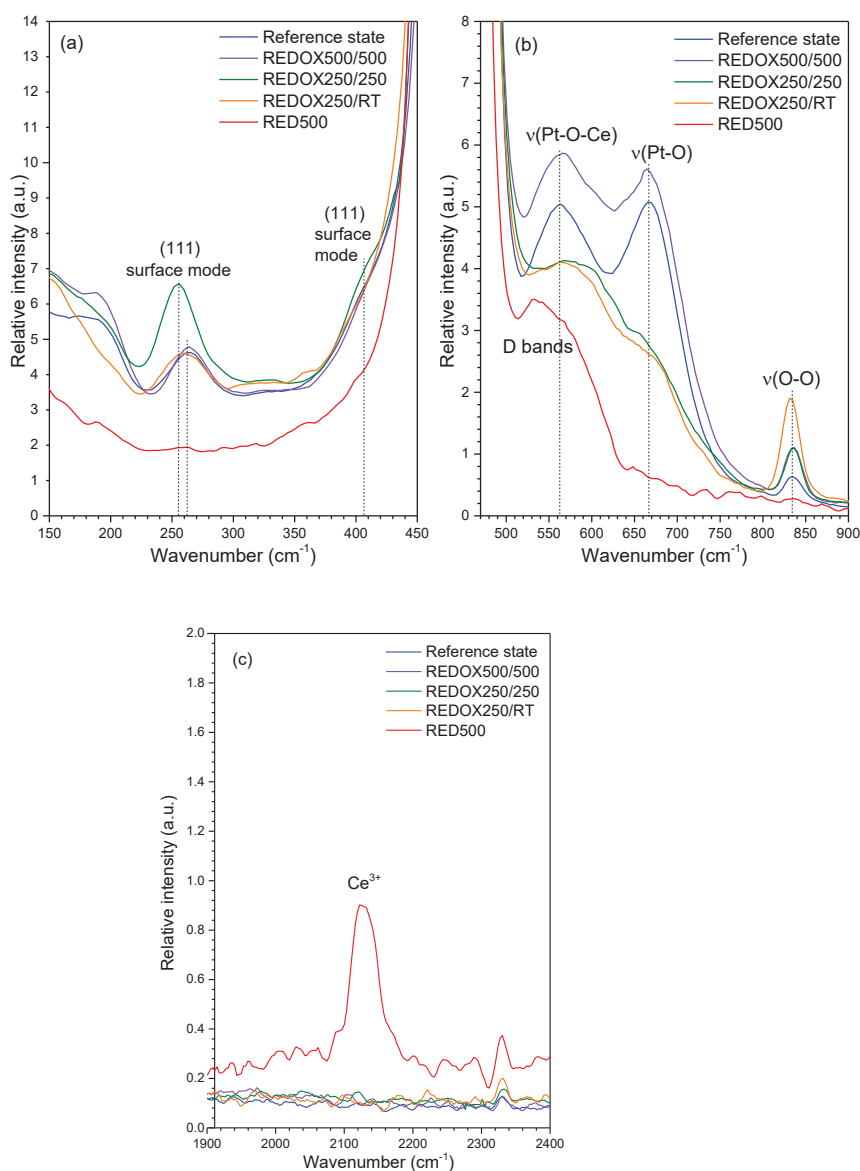 (a)
Reference state
REDOX500/500
REDOX250/250
REDOX250/RT
RED500
(111)
surface mode
(111)
surface
mode
Relative intensity (a.u.)
14
13
12
11
10
9
8
7
6
5
4
3
2
1
0
150 200 250 300 350 400 450
Wavenumber (cm⁻¹)
(b)
Reference state
REDOX500/500
REDOX250/250
REDOX250/RT
RED500
ν(Pt-O-Ce)
ν(Pt-O)
D bands
ν(O-O)
Relative intensity (a.u.)
8
7
6
5
4
3
2
1
0
500 550 600 650 700 750 800 850 900
Wavenumber (cm⁻¹)
(c)
Reference state
REDOX500/500
REDOX250/250
REDOX250/RT
RED500
Ce³⁺
Relative intensity (a.u.)
2.0
1.8
1.6
1.4
1.2
1.0
0.8
0.6
0.4
0.2
0.0
1900 2000 2100 2200 2300 2400
Wavenumber (cm⁻¹)